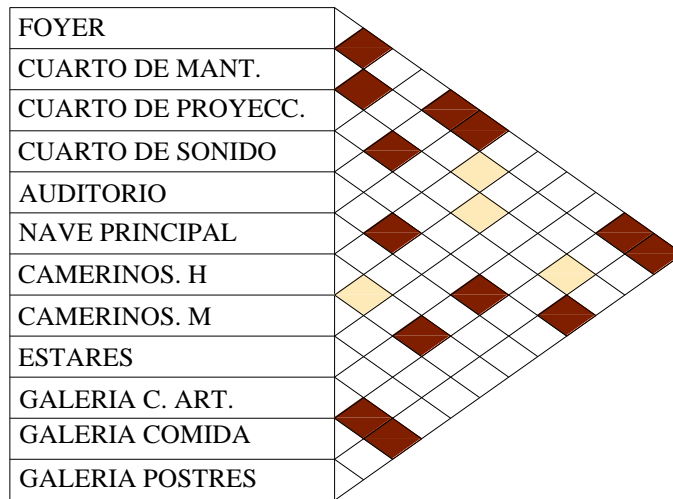 FOYER
CUARTO DE MANT.
CUARTO DE PROYECC.
CUARTO DE SONIDO
AUDITORIO
NAVE PRINCIPAL
CAMERINOS. H
CAMERINOS. M
ESTARES
GALERIA C. ART.
GALERIA COMIDA
GALERIA POSTRES